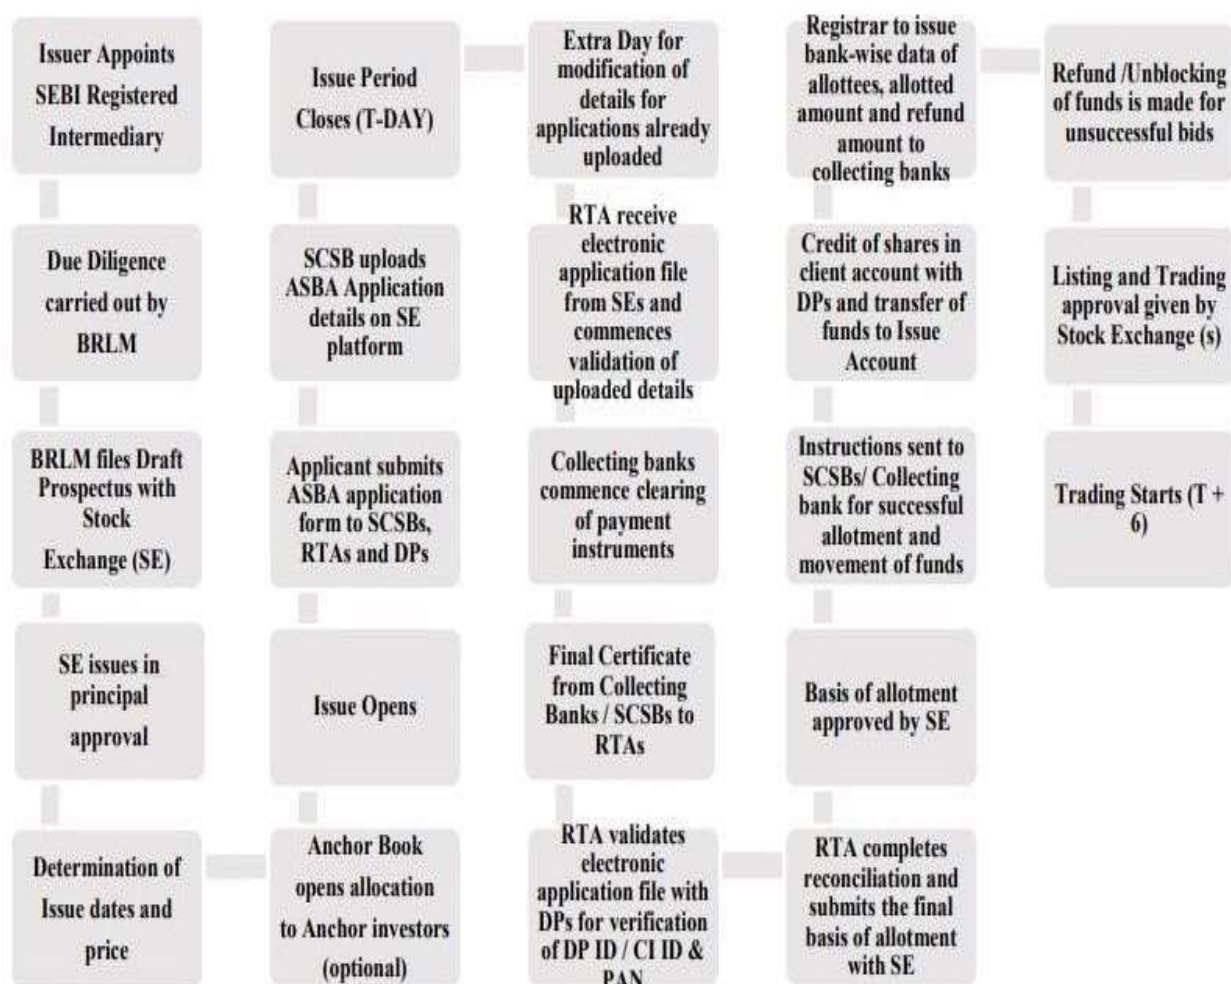 Issuer Appoints
SEBI Registered
Intermediary
Due Diligence
carried out by
BRLM
BRLM files Draft
Prospectus with
Stock
Exchange (SE)
SE issues in
principal
approval
Determination of
Issue dates and
price
Anchor Book
opens allocation
to Anchor investors
(optional)
Issue Opens
Applicant submits
ASBA application
form to SCSBs,
RTAs and DPs
SCSB uploads
ASBA Application
details on SE
platform
Issue Period
Closes (T-DAY)
Extra Day for
modification of
details for
applications already
uploaded
RTA receive
electronic
application file
from SEs and
commences
validation of
uploaded details
Collecting banks
commence clearing
of payment
instruments
Final Certificate
from Collecting
Banks / SCSBs to
RTAs
RTA validates
electronic
application file with
DPs for verification
of DP ID / CI ID &
PAN
RTA completes
reconciliation and
submits the final
basis of allotment
with SE
Basis of allotment
approved by SE
Instructions sent to
SCSBs/ Collecting
bank for successful
allotment and
movement of funds
Credit of shares in
client account with
DPs and transfer of
funds to Issue
Account
Registrar to issue
bank-wise data of
allottees, allotted
amount and refund
amount to
collecting banks
Refund /Unblocking
of funds is made for
unsuccessful bids
Listing and Trading
approval given by
Stock Exchange (s)
Trading Starts (T +
6)